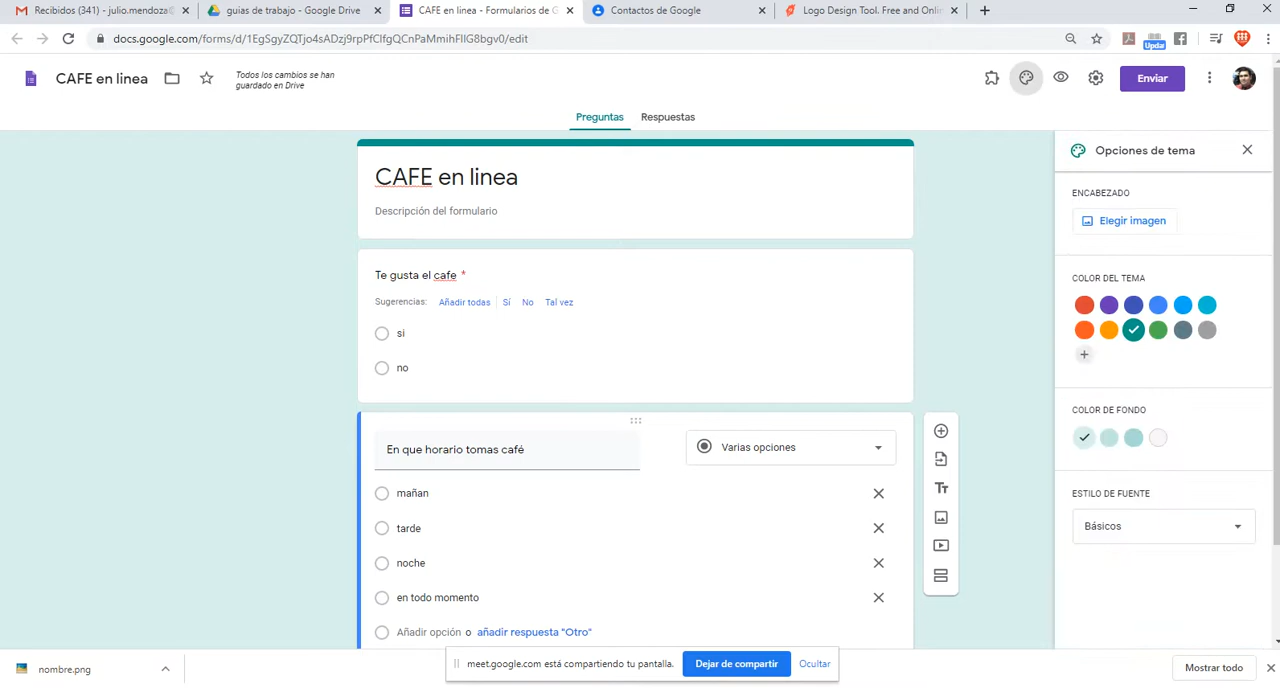 Recibidos (341) - julio.mendoza
guias de trabajo - Google Drive
CAFE en linea - Formularios de G
Contactos de Google
Logo Design Tool. Free and Onlin
docs.google.com/forms/d/1EgSgyZQTjo4sADzj9rpPfClfgQCnPaMmihFllG8bgv0/edit
Updat
CAFE en linea
Todos los cambios se han
guardado en Drive
Enviar
Preguntas
Respuestas
CAFE en linea
Descripción del formulario
Te gusta el cafe *
Sugerencias: Añadir todas Sí No Tal vez
si
no
En que horario tomas café
Varias opciones
mañan
tarde
noche
en todo momento
Añadir opción o añadir respuesta "Otro"
Tт
Opciones de tema
ENCABEZADO
Elegir imagen
COLOR DEL TEMA
COLOR DE FONDO
ESTILO DE FUENTE
Básicos
meet.google.com está compartiendo tu pantalla. Dejar de compartir Ocultar
nombre.png
Mostrar todo